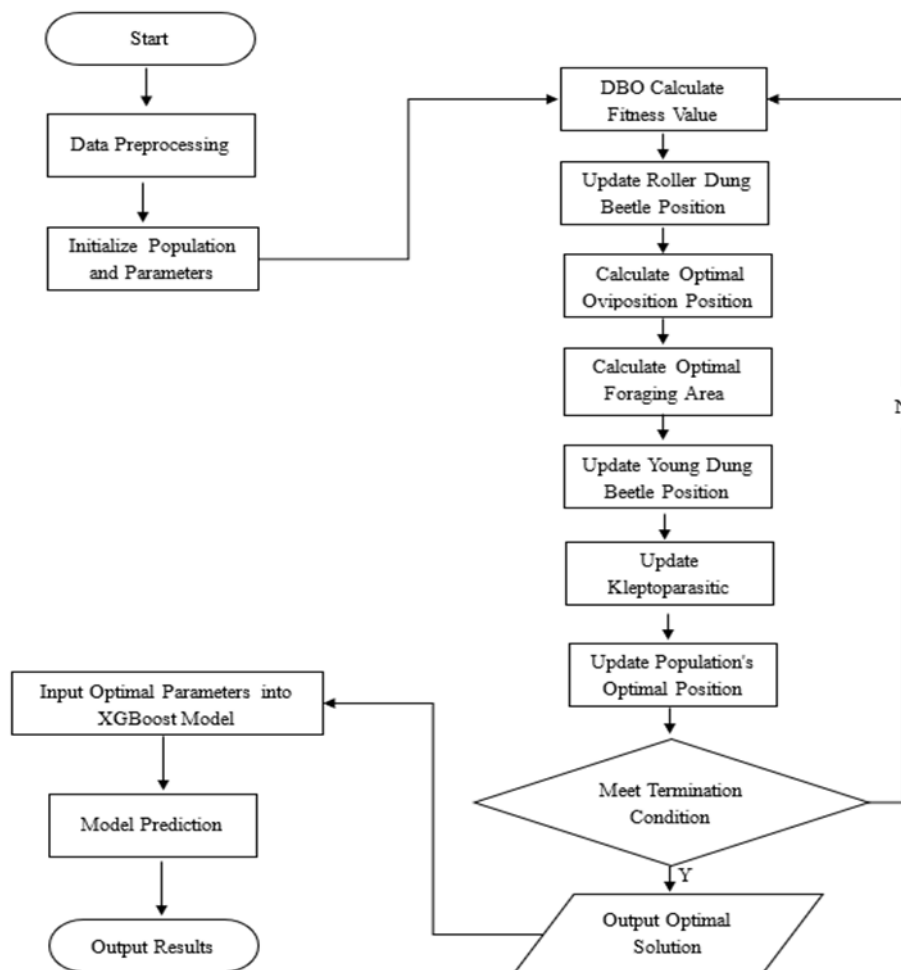 Start
Data Preprocessing
Initialize Population
and Parameters
DBO Calculate
Fitness Value
Update Roller Dung
Beetle Position
Calculate Optimal
Oviposition Position
Calculate Optimal
Foraging Area
Update Young Dung
Beetle Position
Update
Kleptoparasitic
Update Population's
Optimal Position
Meet Termination
Condition
Y
Output Optimal
Solution
Input Optimal Parameters into
XGBoost Model
Model Prediction
Output Results